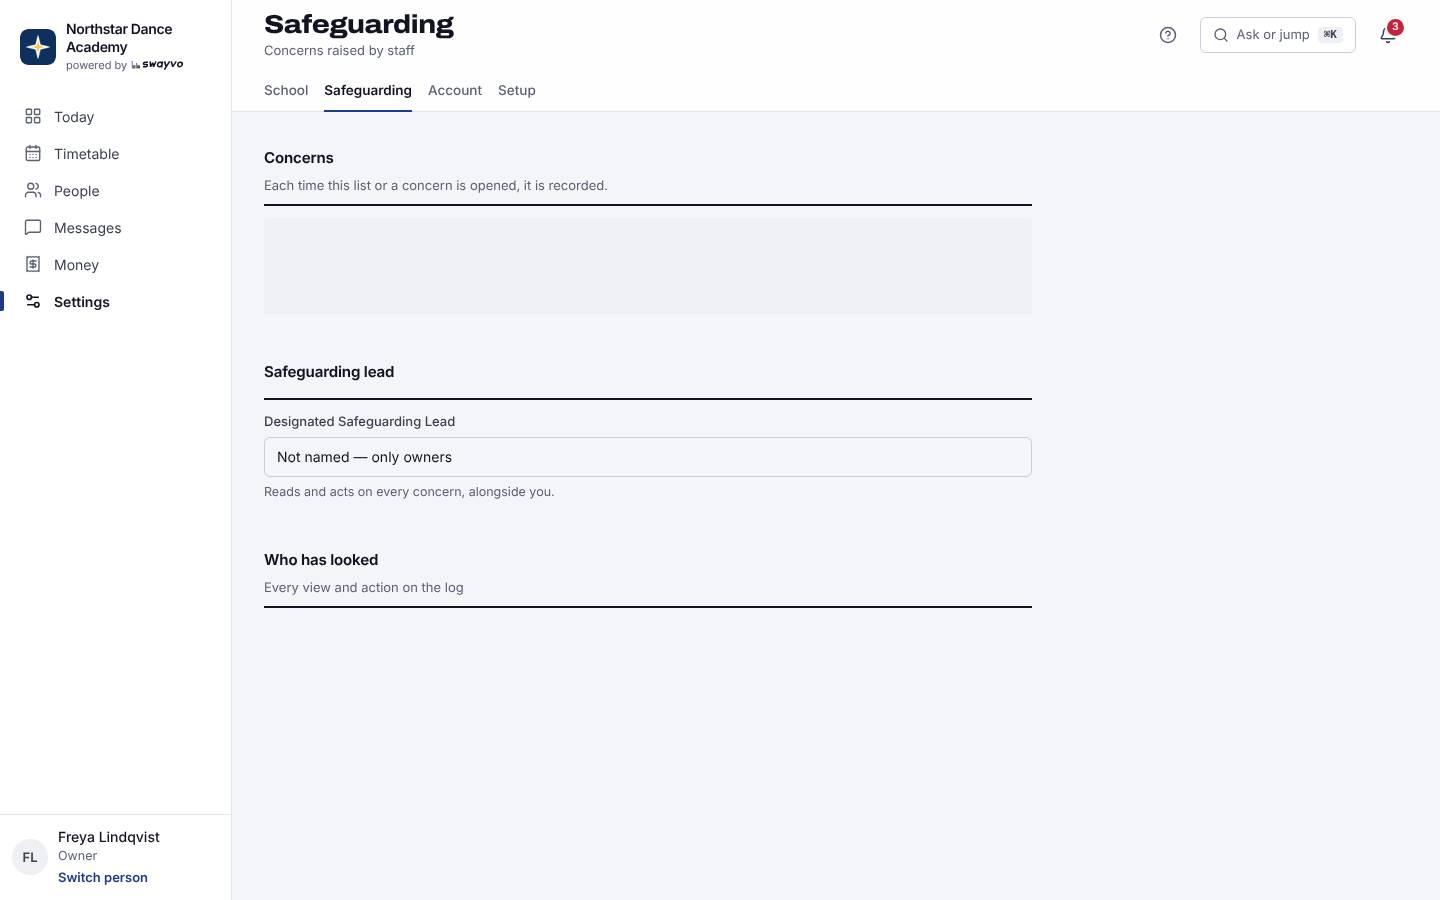 Northstar Dance
Academy
powered by swayvo
Today
Timetable
People
Messages
Money
Settings
Freya Lindqvist
FL
Owner
Switch person
Safeguarding
Concerns raised by staff
Ask or jump ⌘K
3
School Safeguarding Account Setup
Concerns
Each time this list or a concern is opened, it is recorded.
Safeguarding lead
Designated Safeguarding Lead
Not named — only owners
Reads and acts on every concern, alongside you.
Who has looked
Every view and action on the log